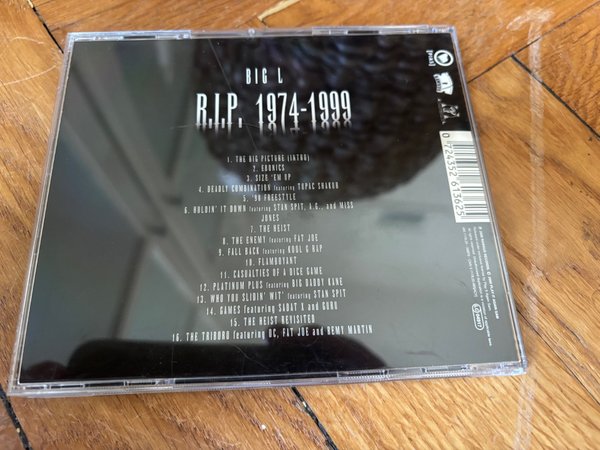 BIG L
R.I.P. 1974-1999
1. THE BIG PICTURE (INTRO)
2. EBONICS
3. SIZE 'EM UP
4. DEADLY COMBINATION featuring TUPAC SHAKUR
5. '98 FREESTYLE
6. HOLDIN' IT DOWN featuring STAN SPIT, A.G., and MISS
JONES
7. THE HEIST
8. THE ENEMY featuring FAT JOE
9. FALL BACK featuring KOOL G RAP
10. FLAMBOYANT
11. CASUALTIES OF A DICE GAME
12. PLATINUM PLUS featuring BIG DADDY KANE
13. WHO YOU SLIDIN' WIT' featuring STAN SPIT
14. GAMES featuring SADAT X and GURU
15. THE HEIST REVISITED
16. THE TRIBORO featuring OC, FAT JOE and REMY MARTIN
0 724352 613625